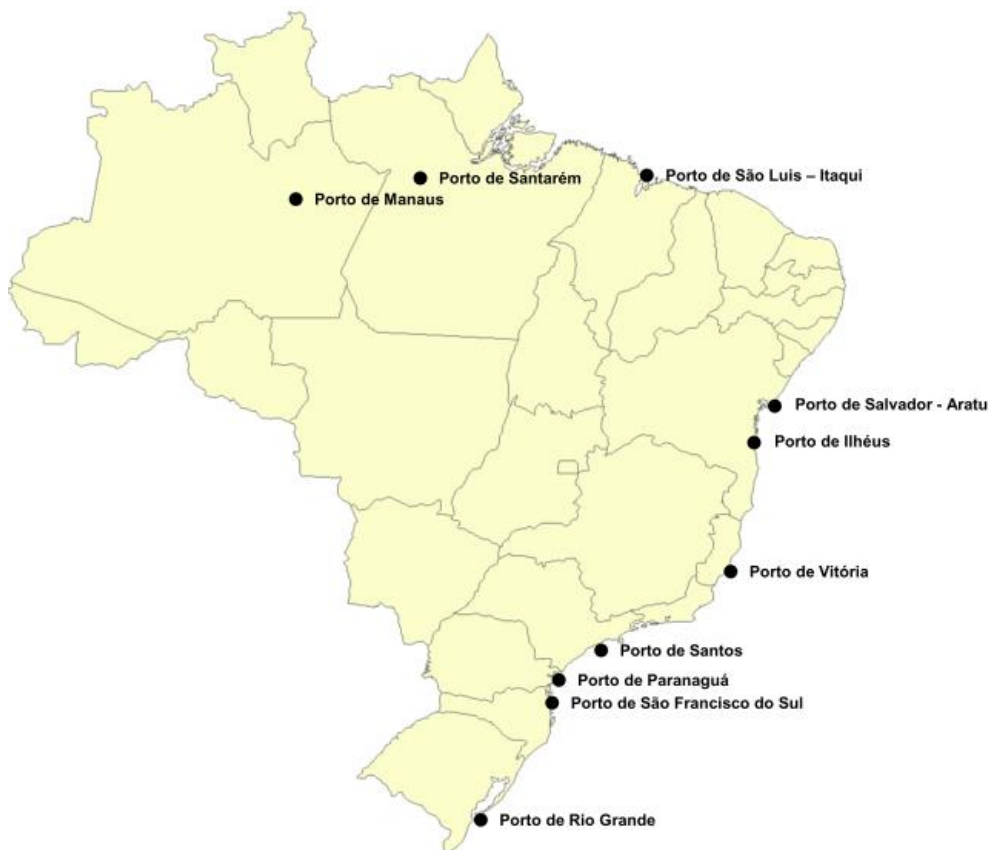 Porto de São Luis – Itaqui
Porto de Santarém
Porto de Manaus
Porto de Salvador - Aratu
Porto de Ilhéus
Porto de Vitória
Porto de Santos
Porto de Paranaguá
Porto de São Francisco do Sul
Porto de Rio Grande